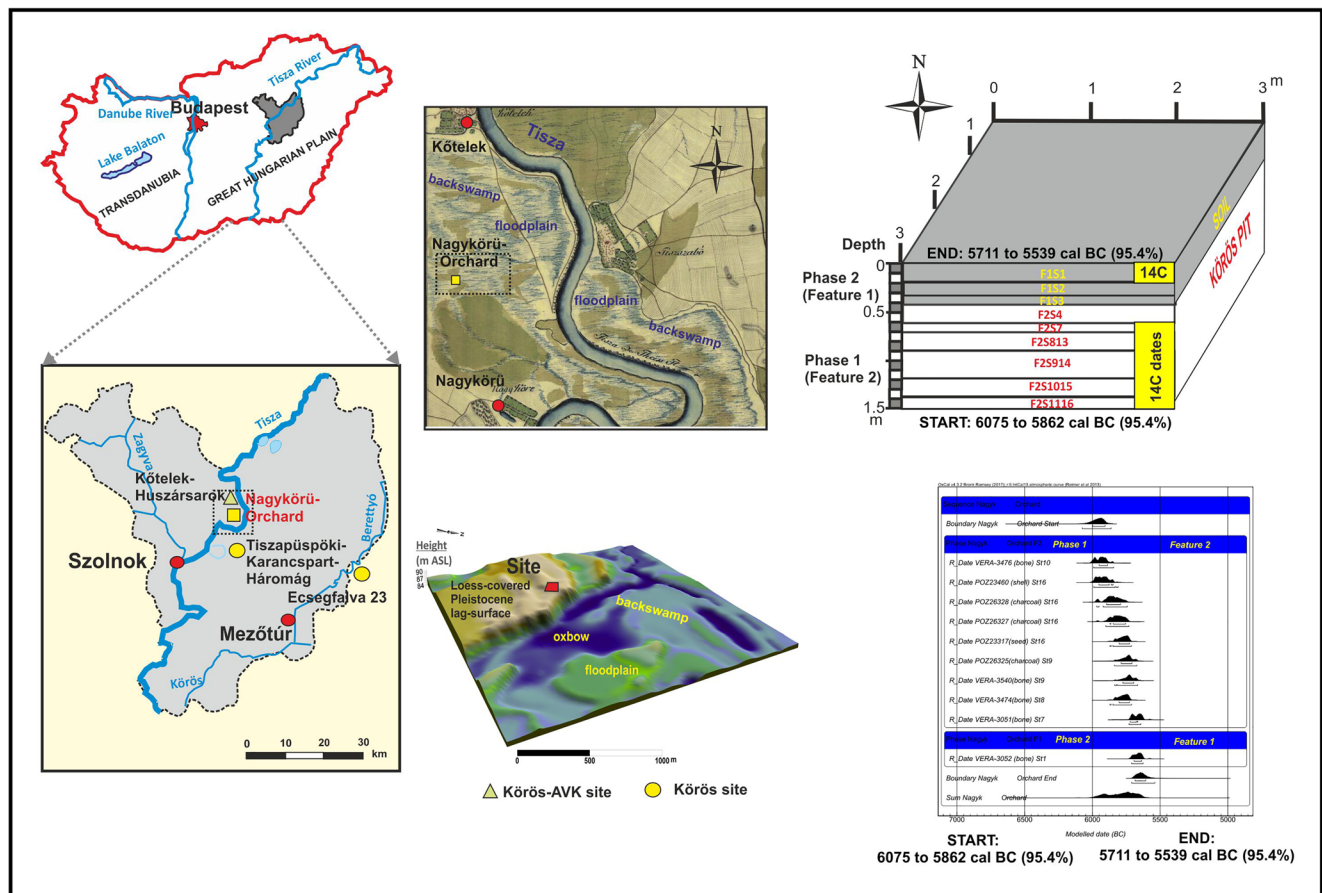 Tisza River
Danube River
Budapest
Lake Balaton
TRANSDANUBIA
GREAT HUNGARIAN PLAIN
Kőtelek
Kőtelek
Tisza
N
backswamp
floodplain
Nagykörü-
Orchard
Tiszaszabó
floodplain
backswamp
Nagykörü
N
0
1
2
3 m
1
2
3
Depth
END: 5711 to 5539 cal BC (95.4%)
SOIL
KÖRÖS PIT
0
Phase 2
(Feature 1)
0.5
Phase 1
(Feature 2)
1.5
m
F1S1
14C
F1S2
F1S3
F2S4
F2S7
F2S813
F2S914
F2S1015
F2S1116
14C dates
START: 6075 to 5862 cal BC (95.4%)
Tisza
Zagyva
Kőtelek-
Huszársarok
Nagykörü-
Orchard
Berettyó
Szolnok
Tiszapüspöki-
Karancspart-
Háromág
Ecsegfalva 23
Mezőtúr
Körös
0 10 20 30
km
Height
(m ASL)
90
87
84
Site
Loess-covered
Pleistocene
lag-surface
backswamp
oxbow
floodplain
0 500 1000 m
Körös-AVK site
Körös site
Boundary Nagyk Orchard Start
Phase 1 Feature 2
R_Date VERA-3476 (bone) St10
R_Date POZ23460 (shell) St16
R_Date POZ26328 (charcoal) St16
R_Date POZ26327 (charcoal) St16
R_Date POZ23317(seed) St16
R_Date POZ26325(charcoal) St9
R_Date VERA-3540(bone) St9
R_Date VERA-3474(bone) St8
R_Date VERA-3051(bone) St7
Phase 2 Feature 1
R_Date VERA-3052 (bone) St1
Boundary Nagyk Orchard End
Sum Nagyk Orchard
7000 6500 6000 5500 5000
Modelled date (BC)
START:
6075 to 5862 cal BC (95.4%)
END:
5711 to 5539 cal BC (95.4%)